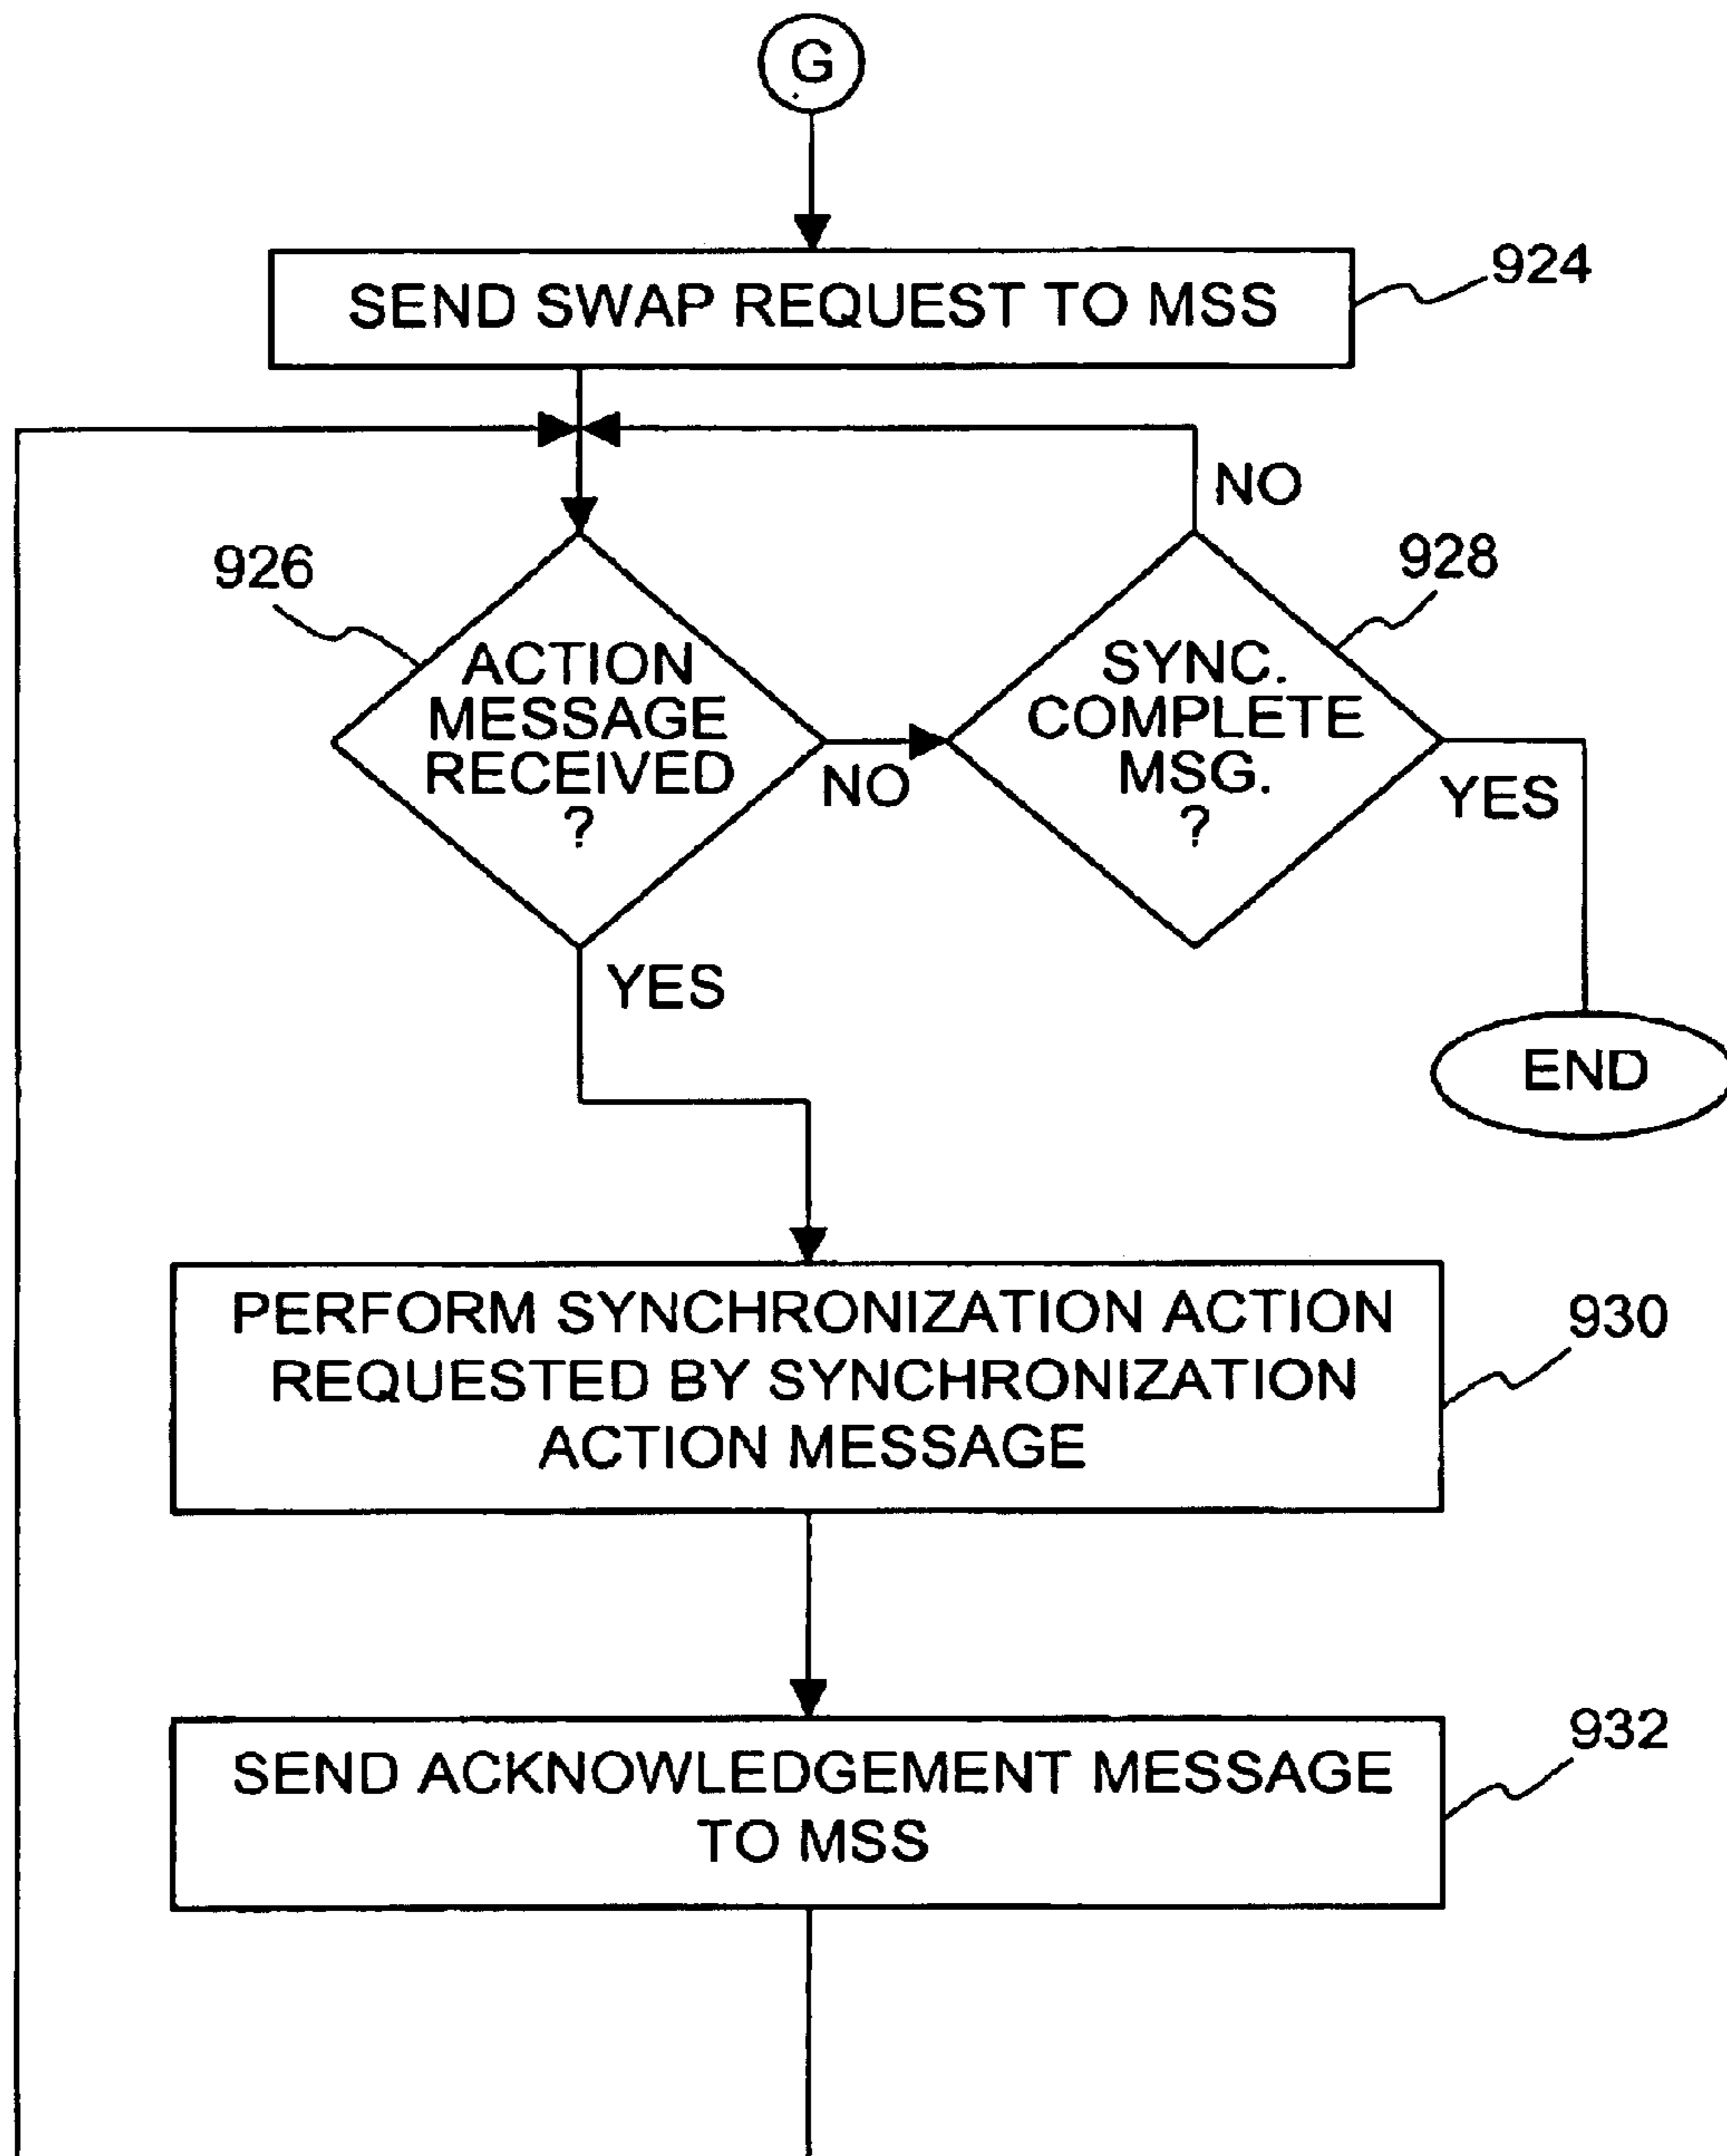 G
SEND SWAP REQUEST TO MSS
924
NO
926
928
ACTION
MESSAGE
RECEIVED
?
NO
SYNC.
COMPLETE
MSG.
?
YES
YES
END
PERFORM SYNCHRONIZATION ACTION
REQUESTED BY SYNCHRONIZATION
ACTION MESSAGE
930
SEND ACKNOWLEDGEMENT MESSAGE
TO MSS
932